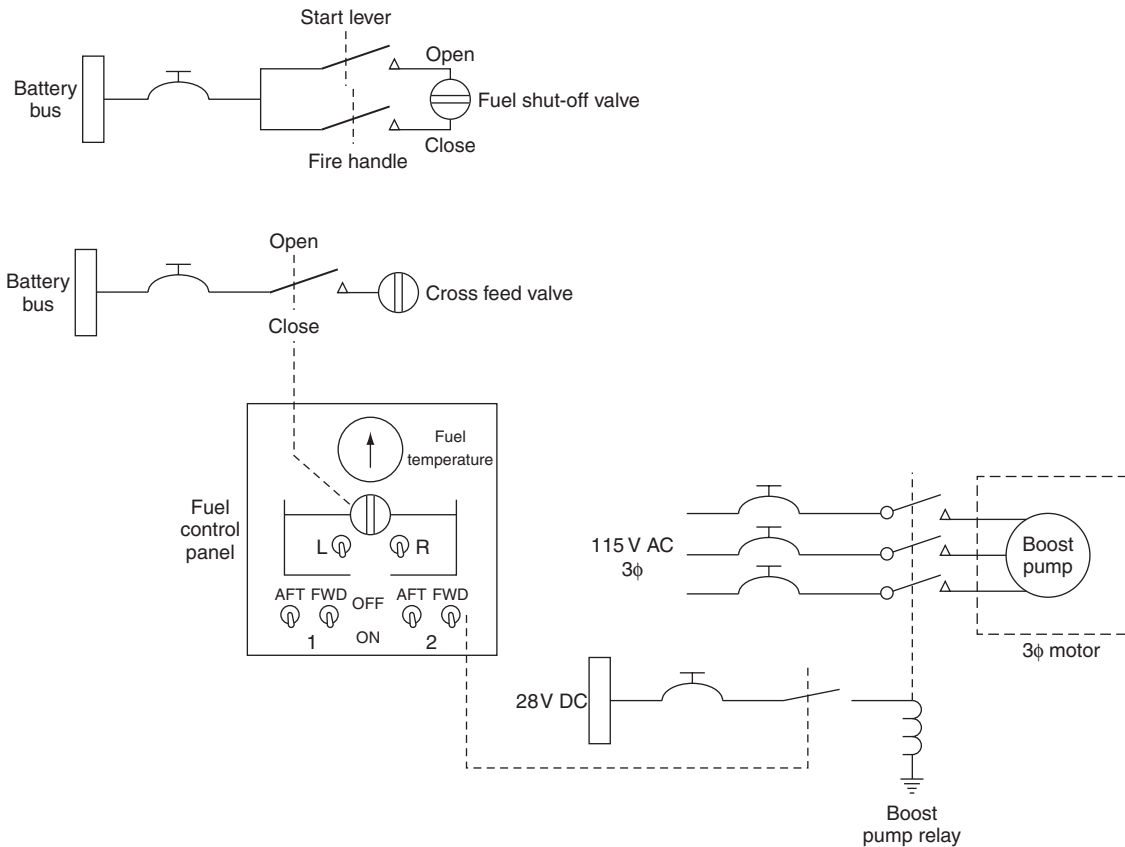 Start lever
Open
Battery
bus
Fuel shut-off valve
Close
Fire handle
Open
Battery
bus
Cross feed valve
Close
Fuel
temperature
Fuel
control
panel
L
R
AFT FWD
OFF
AFT FWD
1
ON
2
115 V AC
3ϕ
Boost
pump
3ϕ motor
28V DC
Boost
pump relay